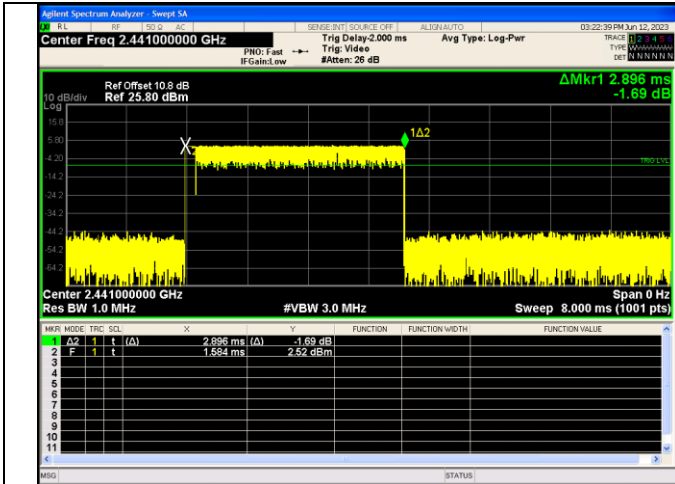 Agilent Spectrum Analyzer - Swept SA
RL RF 50 Ω AC SENSE:INT SOURCE OFF ALIGN AUTO 03:22:39 PM Jun 12, 2023
Center Freq 2.441000000 GHz Trig Delay-2.000 ms Avg Type: Log-Pwr TRACE 1 2 3 4 5 6
PNO: Fast Trig: Video TYPE WWWWWW
IFGain:Low #Atten: 26 dB DET N N N N N N
ΔMkr1 2.896 ms
Ref Offset 10.8 dB
10 dB/div Ref 25.80 dBm -1.69 dB
Log
15.0
5.80
1Δ2
X2
-4.20
TRIG LVL
-14.2
-24.2
-34.2
-44.2
-54.2
-64.2
Center 2.441000000 GHz Span 0 Hz
Res BW 1.0 MHz #VBW 3.0 MHz Sweep 8.000 ms (1001 pts)
MKR MODE TRC SCL X Y FUNCTION FUNCTION WIDTH FUNCTION VALUE
1 Δ2 1 t (Δ) 2.896 ms (Δ) -1.69 dB
2 F 1 t 1.584 ms 2.52 dBm
3
4
5
6
7
8
9
10
11
MSG STATUS